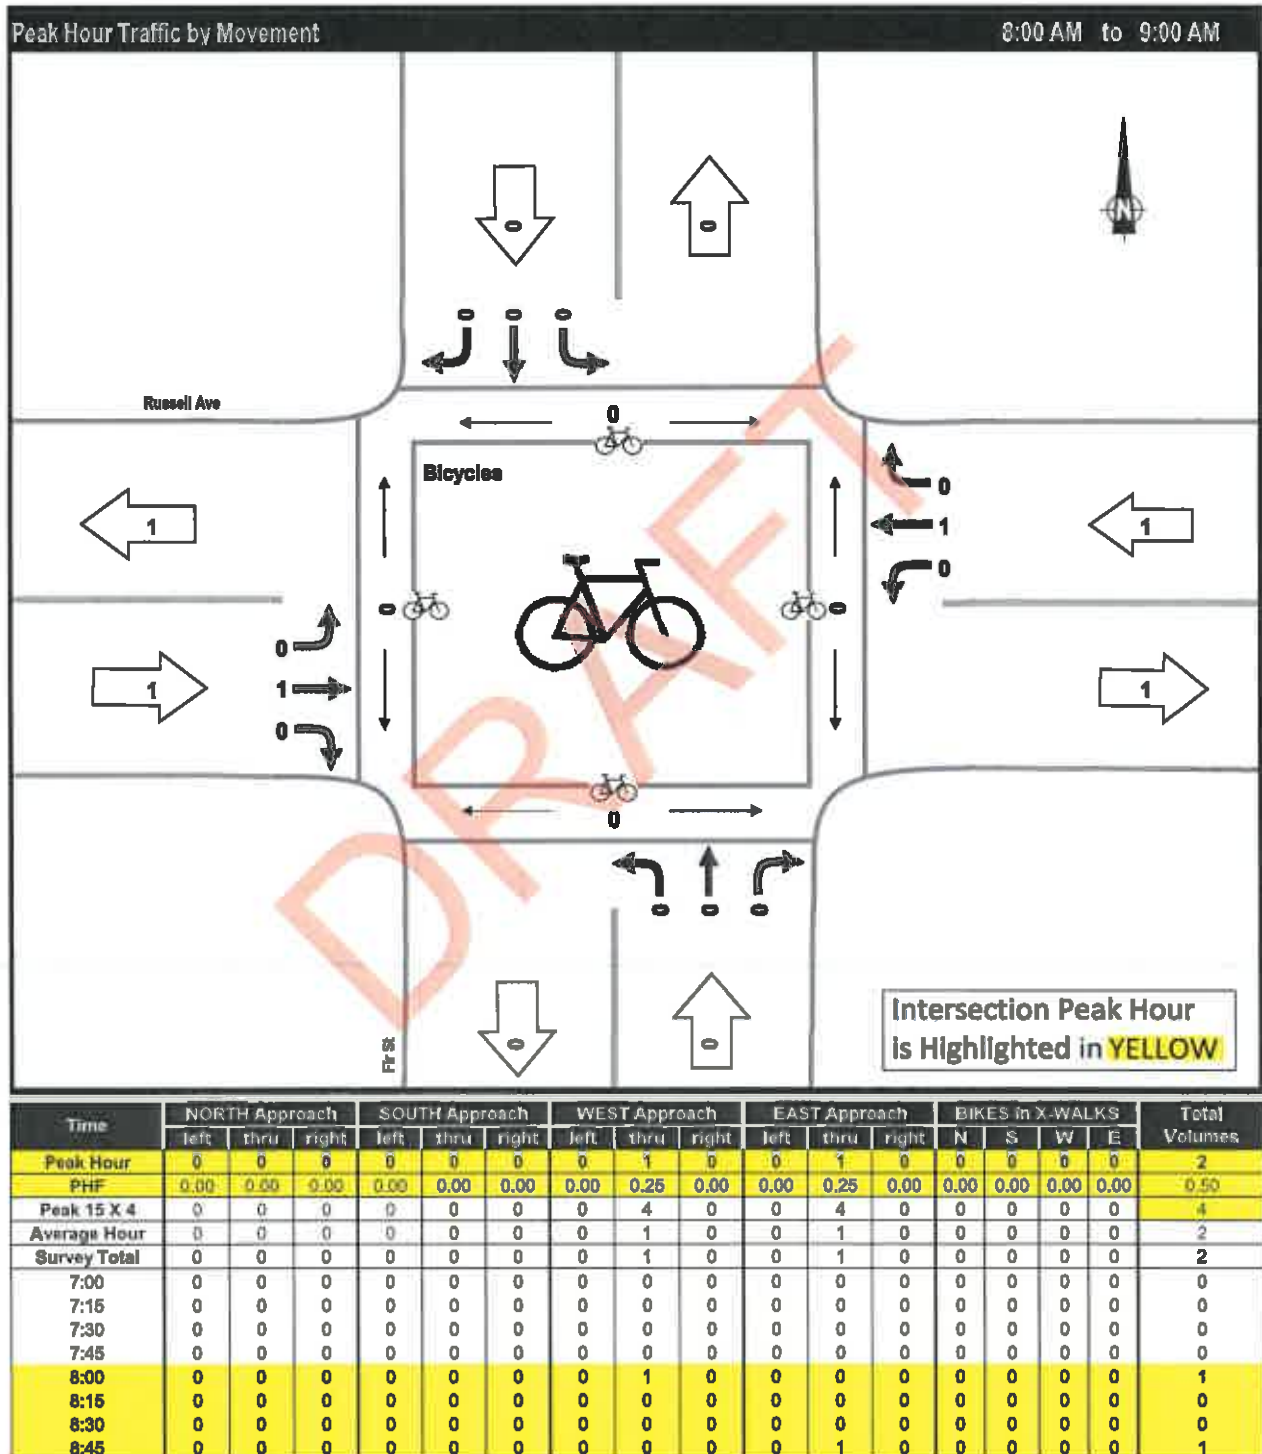 Peak Hour Traffic by Movement 8:00 AM to 9:00 AM
0 0
N
0 0 0
Russell Ave
0
Bicycles
0
1 1 1
0
0 0
0
1 1 1
0
0
0 0 0
DRAFT
Intersection Peak Hour
is Highlighted in YELLOW
Fir St
0 0
Time NORTH Approach SOUTH Approach WEST Approach EAST Approach BIKES in X-WALKS Total Volumes
left thru right left thru right left thru right left thru right N S W E
Peak Hour 0 0 0 0 0 0 0 1 0 0 1 0 0 0 0 0 2
PHF 0.00 0.00 0.00 0.00 0.00 0.00 0.00 0.25 0.00 0.00 0.25 0.00 0.00 0.00 0.00 0.00 0.50
Peak 15 X 4 0 0 0 0 0 0 0 4 0 0 4 0 0 0 0 0 4
Average Hour 0 0 0 0 0 0 0 1 0 0 1 0 0 0 0 0 2
Survey Total 0 0 0 0 0 0 0 1 0 0 1 0 0 0 0 0 2
7:00 0 0 0 0 0 0 0 0 0 0 0 0 0 0 0 0 0
7:15 0 0 0 0 0 0 0 0 0 0 0 0 0 0 0 0 0
7:30 0 0 0 0 0 0 0 0 0 0 0 0 0 0 0 0 0
7:45 0 0 0 0 0 0 0 0 0 0 0 0 0 0 0 0 0
8:00 0 0 0 0 0 0 0 1 0 0 0 0 0 0 0 0 1
8:15 0 0 0 0 0 0 0 0 0 0 0 0 0 0 0 0 0
8:30 0 0 0 0 0 0 0 0 0 0 0 0 0 0 0 0 0
8:45 0 0 0 0 0 0 0 0 0 0 1 0 0 0 0 0 1